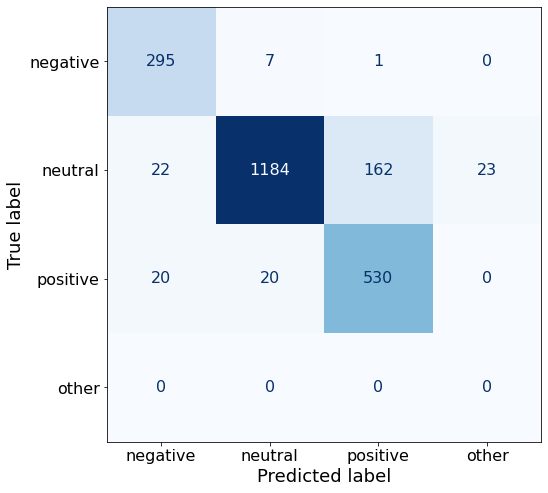 negative 295 7 1 0
neutral 22 1184 162 23
positive 20 20 530 0
other 0 0 0 0
negative neutral positive other
Predicted label
True label